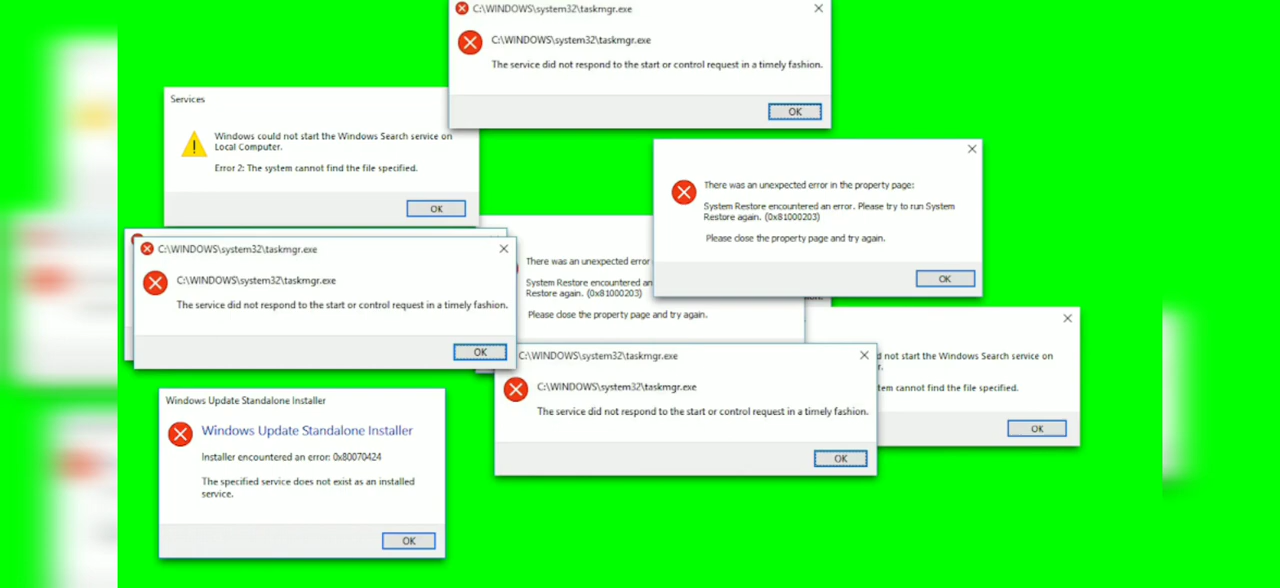 C:\WINDOWS\system32\taskmgr.exe
C:\WINDOWS\system32\taskmgr.exe
The service did not respond to the start or control request in a timely fashion.
OK
Services
Windows could not start the Windows Search service on
Local Computer.
Error 2: The system cannot find the file specified.
OK
There was an unexpected error in the property page:
System Restore encountered an error. Please try to run System
Restore again. (0x81000203)
Please close the property page and try again.
OK
C:\WINDOWS\system32\taskmgr.exe
C:\WINDOWS\system32\taskmgr.exe
The service did not respond to the start or control request in a timely fashion.
OK
There was an unexpected error
System Restore encountered an
Restore again. (0x81000203)
Please close the property page and try again.
C:\WINDOWS\system32\taskmgr.exe
C:\WINDOWS\system32\taskmgr.exe
The service did not respond to the start or control request in a timely fashion.
OK
not start the Windows Search service on
cannot find the file specified.
OK
Windows Update Standalone Installer
Windows Update Standalone Installer
Installer encountered an error: 0x80070424
The specified service does not exist as an installed
service.
OK